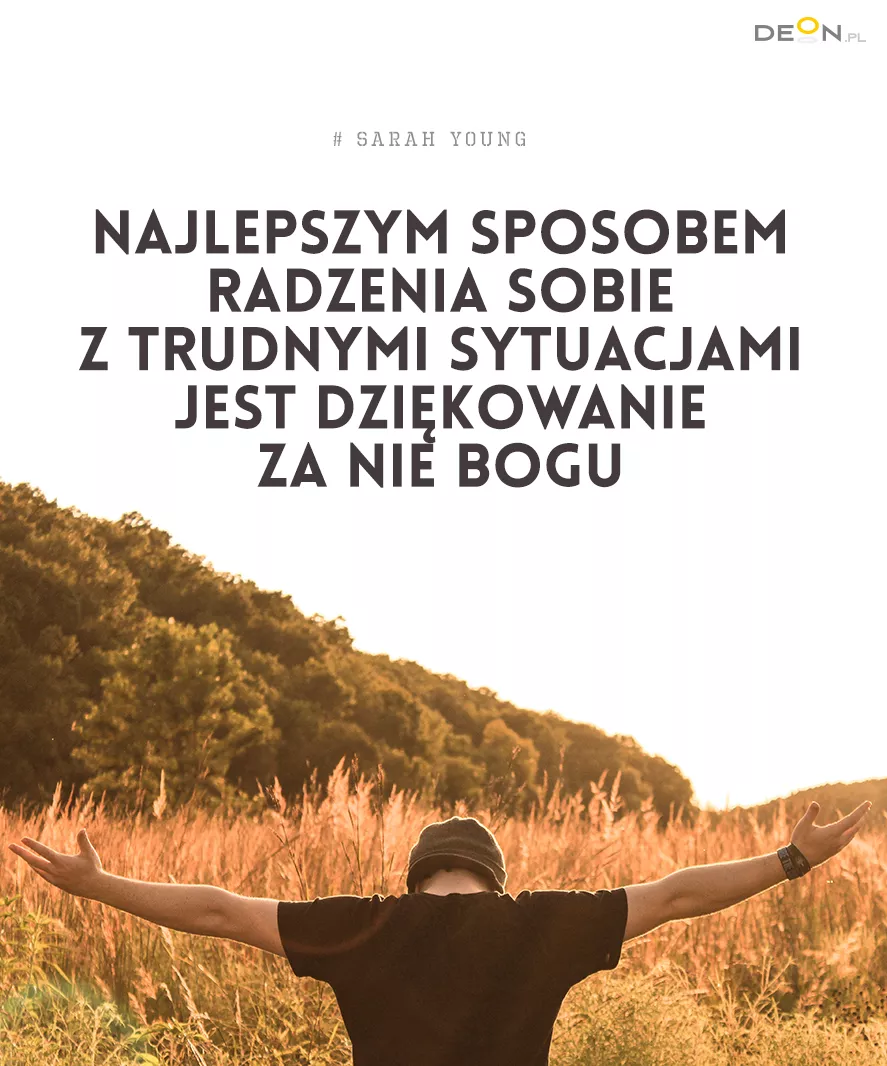 DEON.PL
# SARAH YOUNG
NAJLEPSZYM SPOSOBEM
RADZENIA SOBIE
Z TRUDNYMI SYTUACJAMI
JEST DZIĘKOWANIE
ZA NIE BOGU